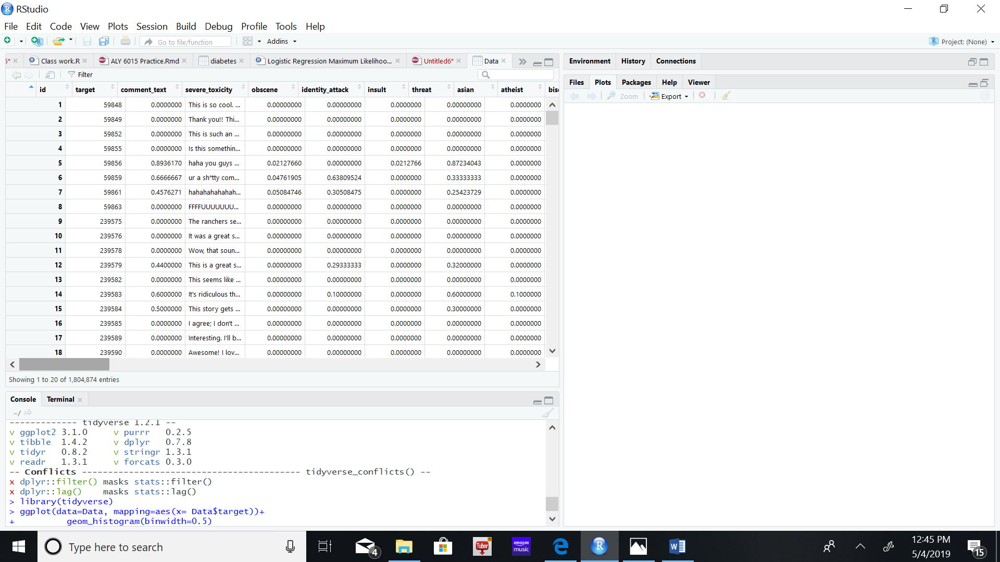 RStudio
File Edit Code View Plots Session Build Debug Profile Tools Help
Go to file/function Addins Project: (None)
Class work.R ALY 6015 Practice.Rmd diabetes Logistic Regression Maximum Likelihoo... Untitled6* Data
Filter
id target comment_text severe_toxicity obscene identity_attack insult threat asian atheist
1 59848 0.0000000 This is so cool. ... 0.00000000 0.00000000 0.0000000 0.00000000 0.0000000
2 59849 0.0000000 Thank you!! Thi... 0.00000000 0.00000000 0.0000000 0.00000000 0.0000000
3 59852 0.0000000 This is such an ... 0.00000000 0.00000000 0.0000000 0.00000000 0.0000000
4 59855 0.0000000 Is this somethin... 0.00000000 0.00000000 0.0000000 0.00000000 0.0000000
5 59856 0.8936170 haha you guys ... 0.02127660 0.00000000 0.0212766 0.87234043 0.0000000
6 59859 0.6666667 ur a sh*tty com... 0.04761905 0.63809524 0.0000000 0.33333333 0.0000000
7 59861 0.4576271 hahahahahahah... 0.05084746 0.30508475 0.0000000 0.25423729 0.0000000
8 59863 0.0000000 FFFFUUUUUUU... 0.00000000 0.00000000 0.0000000 0.00000000 0.0000000
9 239575 0.0000000 The ranchers se... 0.00000000 0.00000000 0.0000000 0.00000000 0.0000000
10 239576 0.0000000 It was a great s... 0.00000000 0.00000000 0.0000000 0.00000000 0.0000000
11 239578 0.0000000 Wow, that soun... 0.00000000 0.00000000 0.0000000 0.00000000 0.0000000
12 239579 0.4400000 This is a great s... 0.00000000 0.29333333 0.0000000 0.32000000 0.0000000
13 239582 0.0000000 This seems like ... 0.00000000 0.00000000 0.0000000 0.00000000 0.0000000
14 239583 0.6000000 It's ridiculous th... 0.00000000 0.10000000 0.0000000 0.60000000 0.1000000
15 239584 0.5000000 This story gets ... 0.00000000 0.00000000 0.0000000 0.30000000 0.0000000
16 239585 0.0000000 I agree; I don't ... 0.00000000 0.00000000 0.0000000 0.00000000 0.0000000
17 239589 0.0000000 Interesting. I'll b... 0.00000000 0.00000000 0.0000000 0.00000000 0.0000000
18 239590 0.0000000 Awesome! I lov... 0.00000000 0.00000000 0.0000000 0.00000000 0.0000000
Showing 1 to 20 of 1,804,874 entries
Console Terminal
~/
------------- tidyverse 1.2.1 --
v ggplot2 3.1.0 v purrr 0.2.5
v tibble 1.4.2 v dplyr 0.7.8
v tidyr 0.8.2 v stringr 1.3.1
v readr 1.3.1 v forcats 0.3.0
-- Conflicts ------------------------------------------ tidyverse_conflicts() --
x dplyr::filter() masks stats::filter()
x dplyr::lag() masks stats::lag()
> library(tidyverse)
> ggplot(data=Data, mapping=aes(x= Data$target))+
+ geom_histogram(binwidth=0.5)
Environment History Connections
Files Plots Packages Help Viewer
Zoom Export
Type here to search
4
Tuber
amazon music
12:45 PM
5/4/2019
15